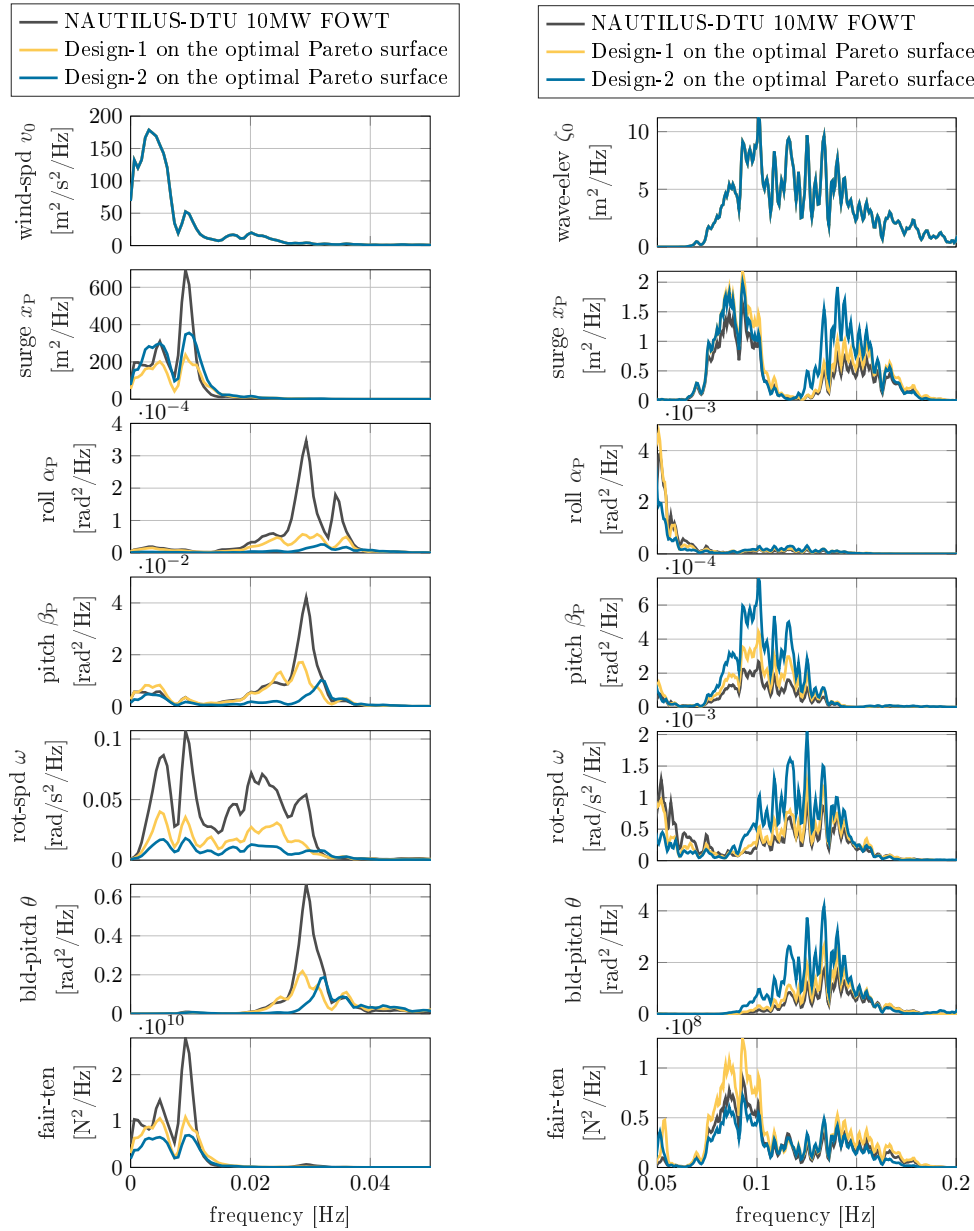 NAUTILUS-DTU 10MW FOWT
Design-1 on the optimal Pareto surface
Design-2 on the optimal Pareto surface
wind-spd v₀
[m²/s²/Hz]
200
150
100
50
0
surge x_P
[m²/Hz]
600
400
200
0
·10⁻⁴
roll α_P
[rad²/Hz]
4
3
2
1
0
·10⁻²
pitch β_P
[rad²/Hz]
4
2
0
rot-spd ω
[rad/s²/Hz]
0.1
0.05
0
bld-pitch θ
[rad²/Hz]
0.6
0.4
0.2
0
·10¹⁰
fair-ten
[N²/Hz]
2
1
0
0 0.02 0.04
frequency [Hz]
NAUTILUS-DTU 10MW FOWT
Design-1 on the optimal Pareto surface
Design-2 on the optimal Pareto surface
wave-elev ζ₀
[m²/Hz]
10
5
0
surge x_P
[m²/Hz]
2
1.5
1
0.5
0
·10⁻³
roll α_P
[rad²/Hz]
4
2
0
·10⁻⁴
pitch β_P
[rad²/Hz]
6
4
2
0
·10⁻³
rot-spd ω
[rad/s²/Hz]
2
1.5
1
0.5
0
bld-pitch θ
[rad²/Hz]
4
2
0
·10⁸
fair-ten
[N²/Hz]
1
0.5
0
0.05 0.1 0.15 0.2
frequency [Hz]